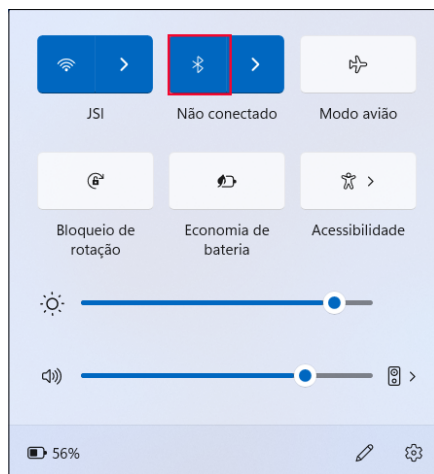 JSI
Não conectado
Modo avião
Bloqueio de
rotação
Economia de
bateria
Acessibilidade
56%